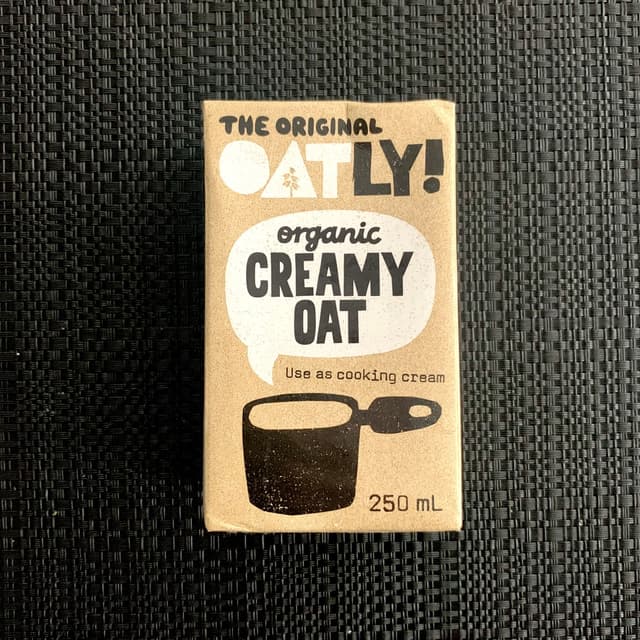 THE ORIGINAL
OATLY!
organic
CREAMY
OAT
Use as cooking cream
250 mL